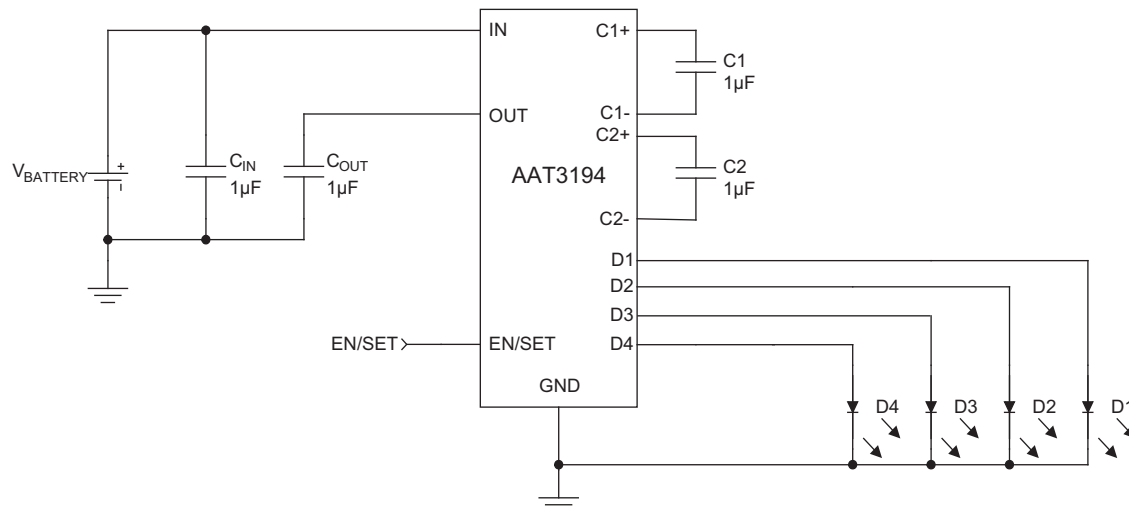 IN
C1+
C1
1µF
C1-
OUT
C2+
V_BATTERY
+
-
C_IN
1µF
C_OUT
1µF
AAT3194
C2
1µF
C2-
D1
D2
D3
EN/SET
EN/SET
D4
GND
D4
D3
D2
D1